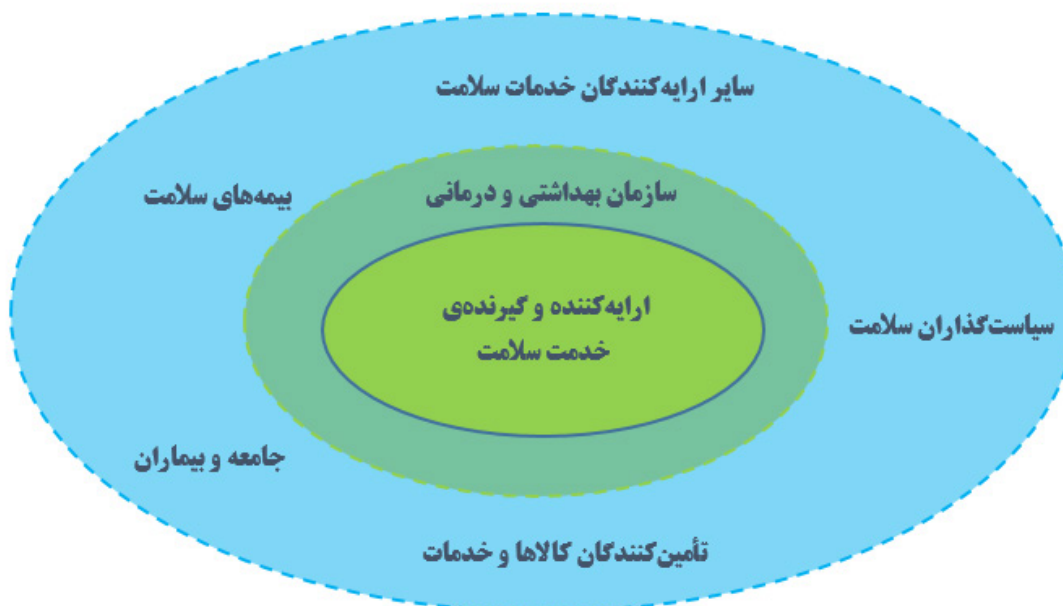 سایر ارایه‌کنندگان خدمات سلامت
بیمه‌های سلامت
سازمان بهداشتی و درمانی
ارایه‌کننده و گیرنده‌ی
خدمت سلامت
سیاست‌گذاران سلامت
جامعه و بیماران
تأمین‌کنندگان کالاها و خدمات